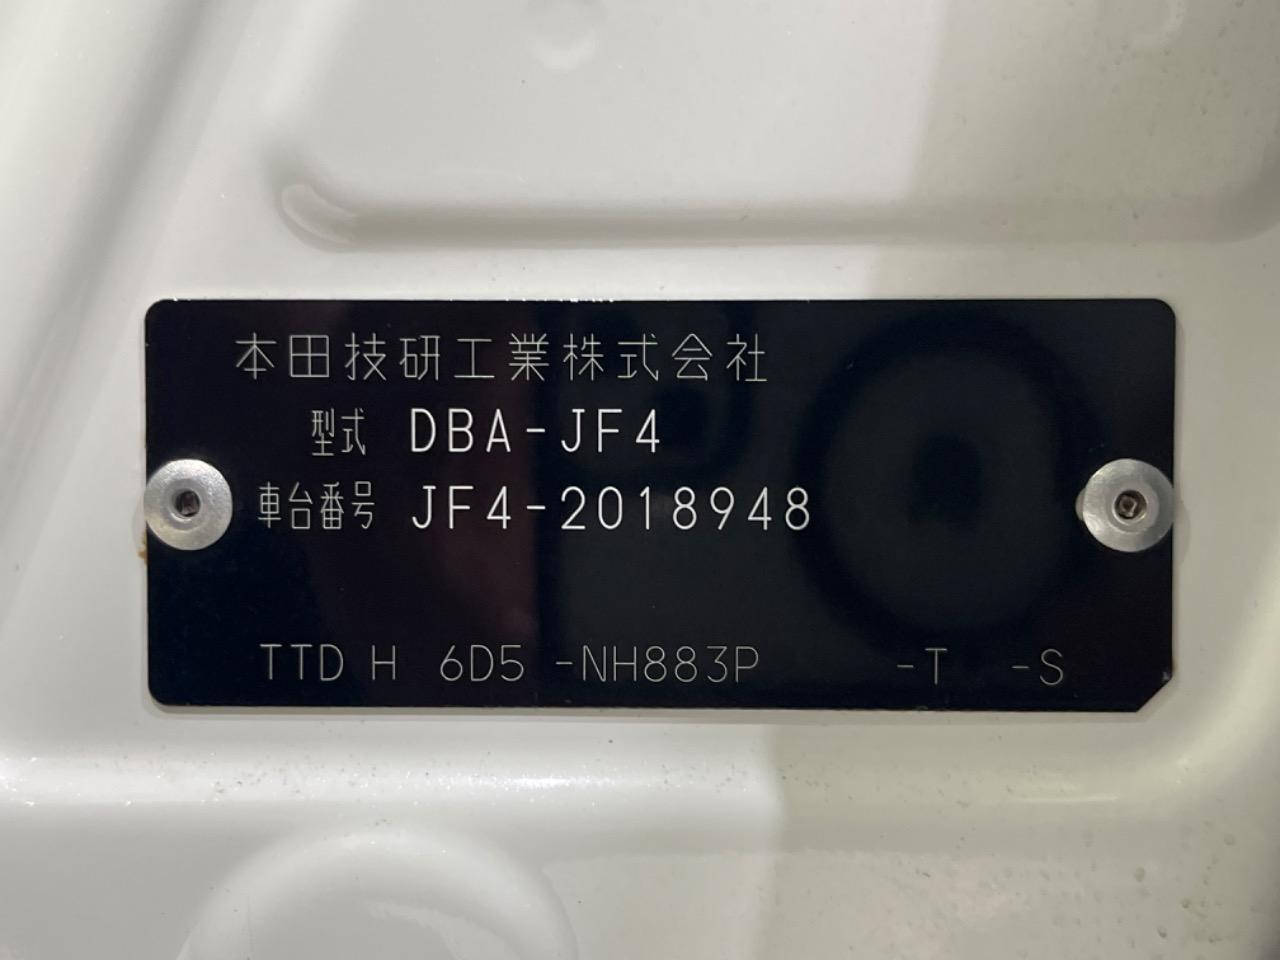 本田技研工業株式会社
型式 DBA-JF4
車台番号 JF4-2018948
TTD H 6D5 -NH883P -T -S